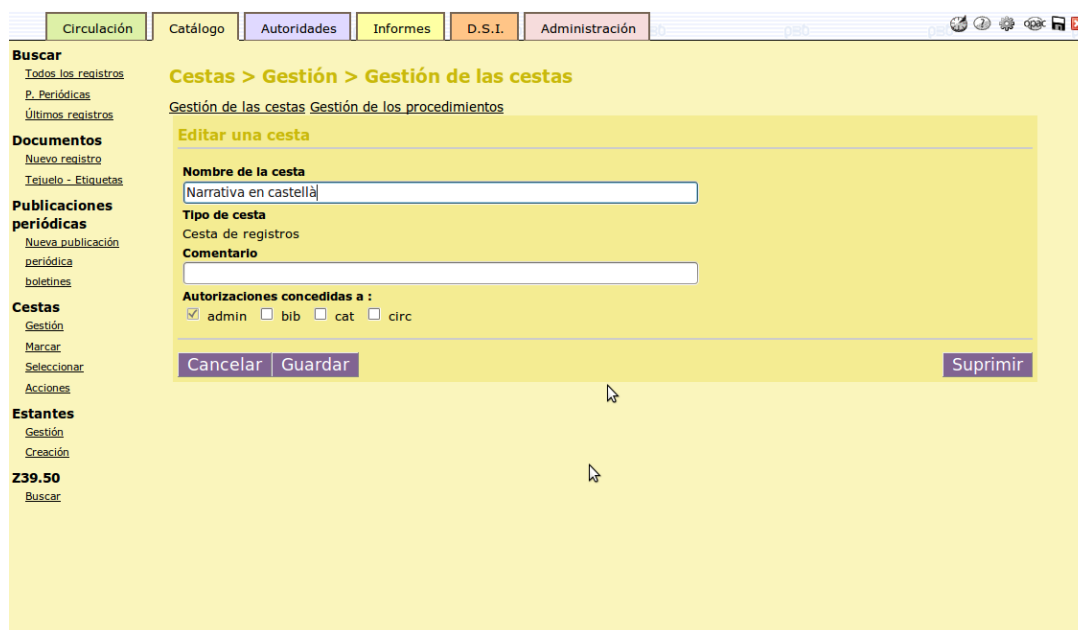 Circulación Catálogo Autoridades Informes D.S.I. Administración opac
Buscar
Todos los registros
P. Periódicas
Últimos registros
Documentos
Nuevo registro
Tejuelo - Etiquetas
Publicaciones
periódicas
Nueva publicación
periódica
boletines
Cestas
Gestión
Marcar
Seleccionar
Acciones
Estantes
Gestión
Creación
Z39.50
Buscar
Cestas > Gestión > Gestión de las cestas
Gestión de las cestas Gestión de los procedimientos
Editar una cesta
Nombre de la cesta
Narrativa en castellà
Tipo de cesta
Cesta de registros
Comentario
Autorizaciones concedidas a :
admin bib cat circ
Cancelar Guardar Suprimir